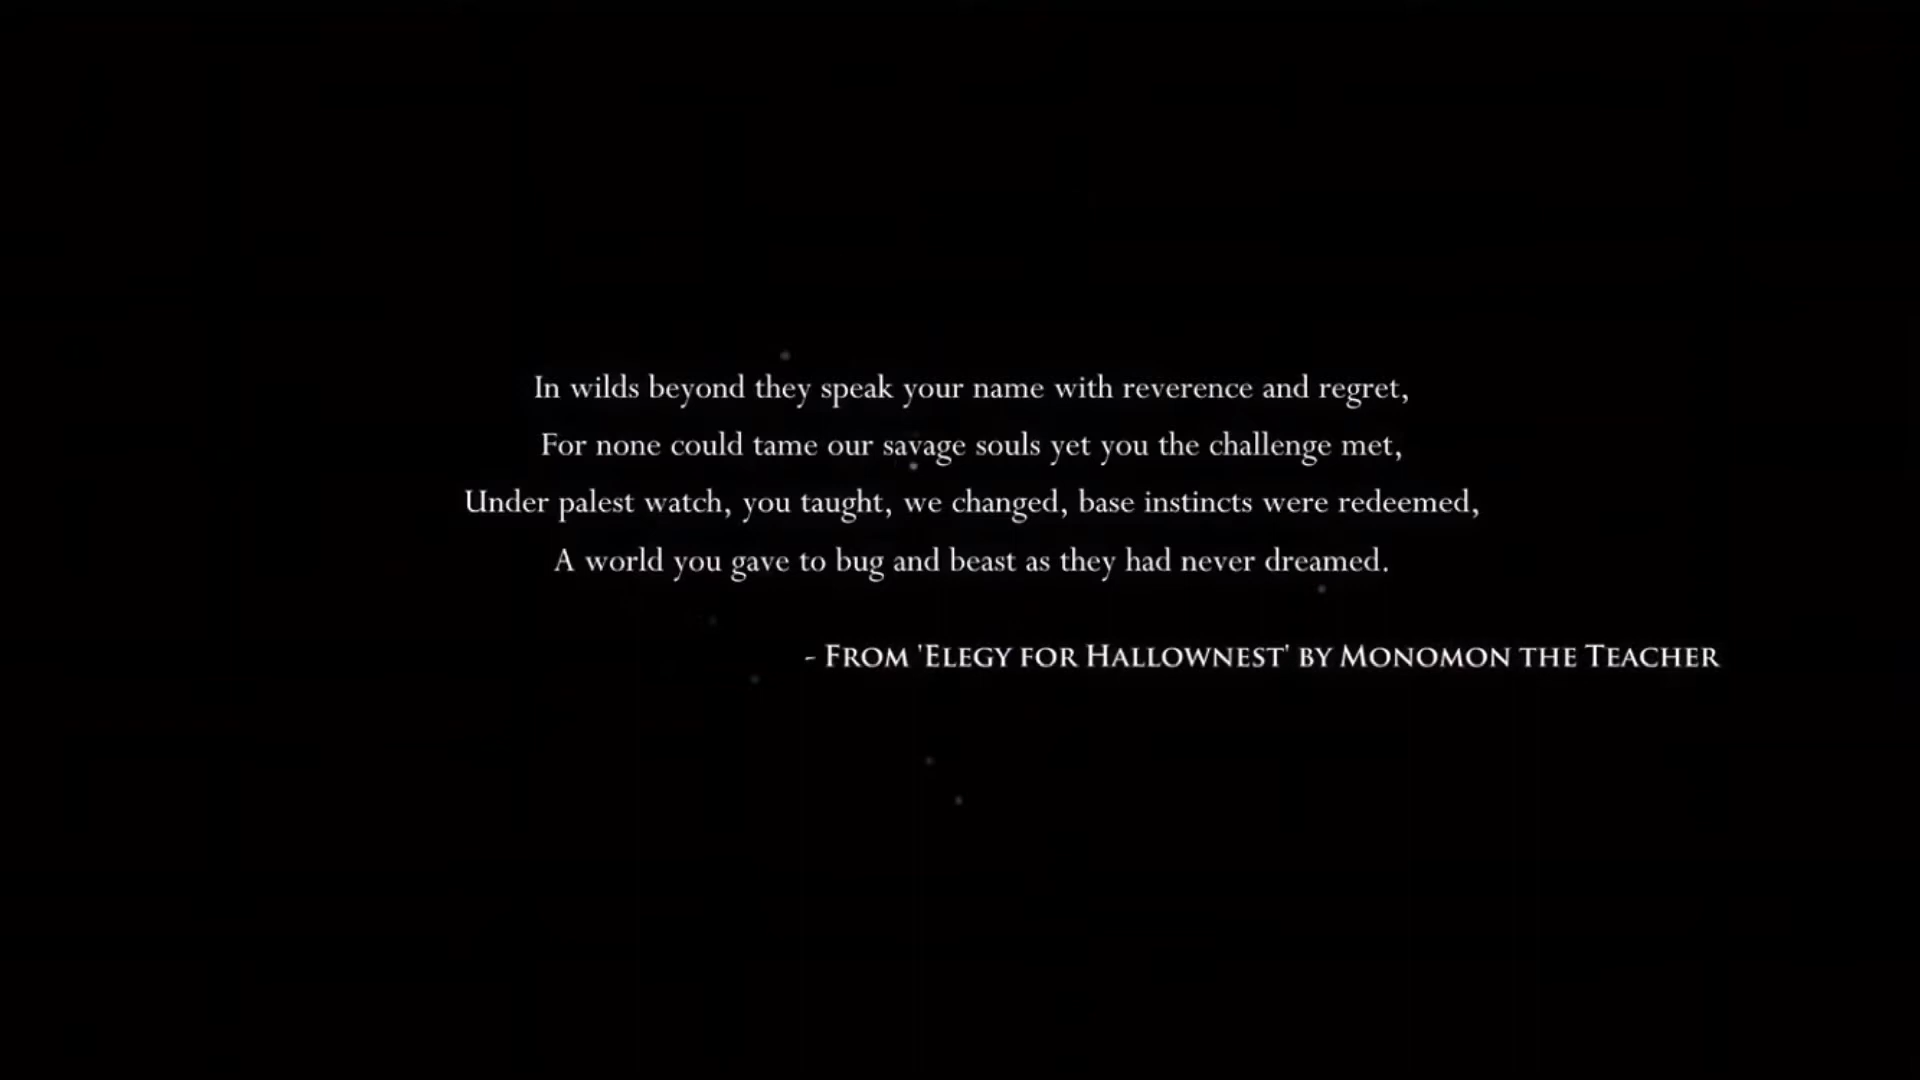 In wilds beyond they speak your name with reverence and regret,
For none could tame our savage souls yet you the challenge met,
Under palest watch, you taught, we changed, base instincts were redeemed,
A world you gave to bug and beast as they had never dreamed.
- From 'Elegy for Hallownest' by Monomon the Teacher